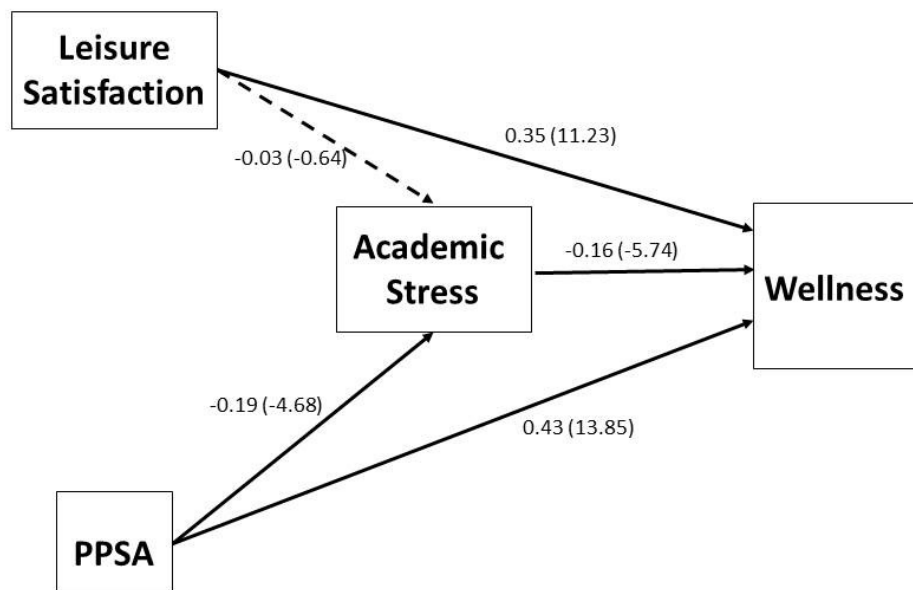 Leisure
Satisfaction
0.35 (11.23)
-0.03 (-0.64)
Academic
Stress
-0.16 (-5.74)
Wellness
-0.19 (-4.68)
0.43 (13.85)
PPSA